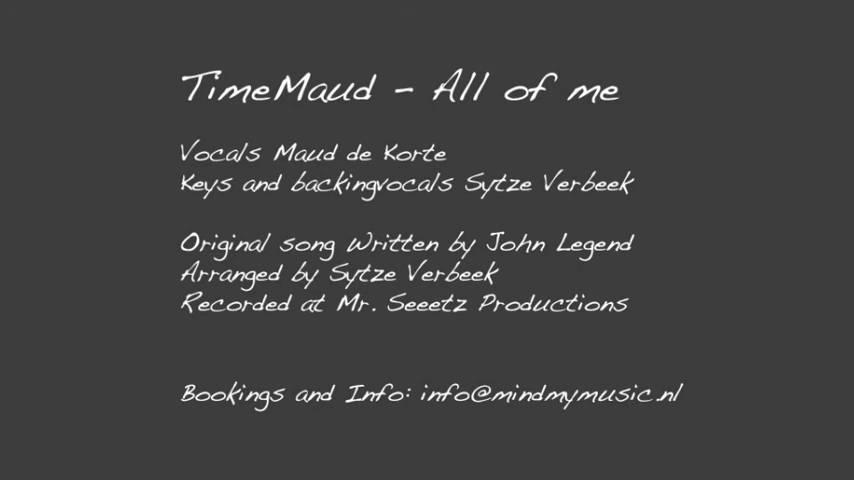 TimeMaud - All of me
Vocals Maud de Korte
Keys and backingvocals Sytze Verbeek
Original song Written by John Legend
Arranged by Sytze Verbeek
Recorded at Mr. Seeetz Productions
Bookings and Info: info@mindmymusic.nl